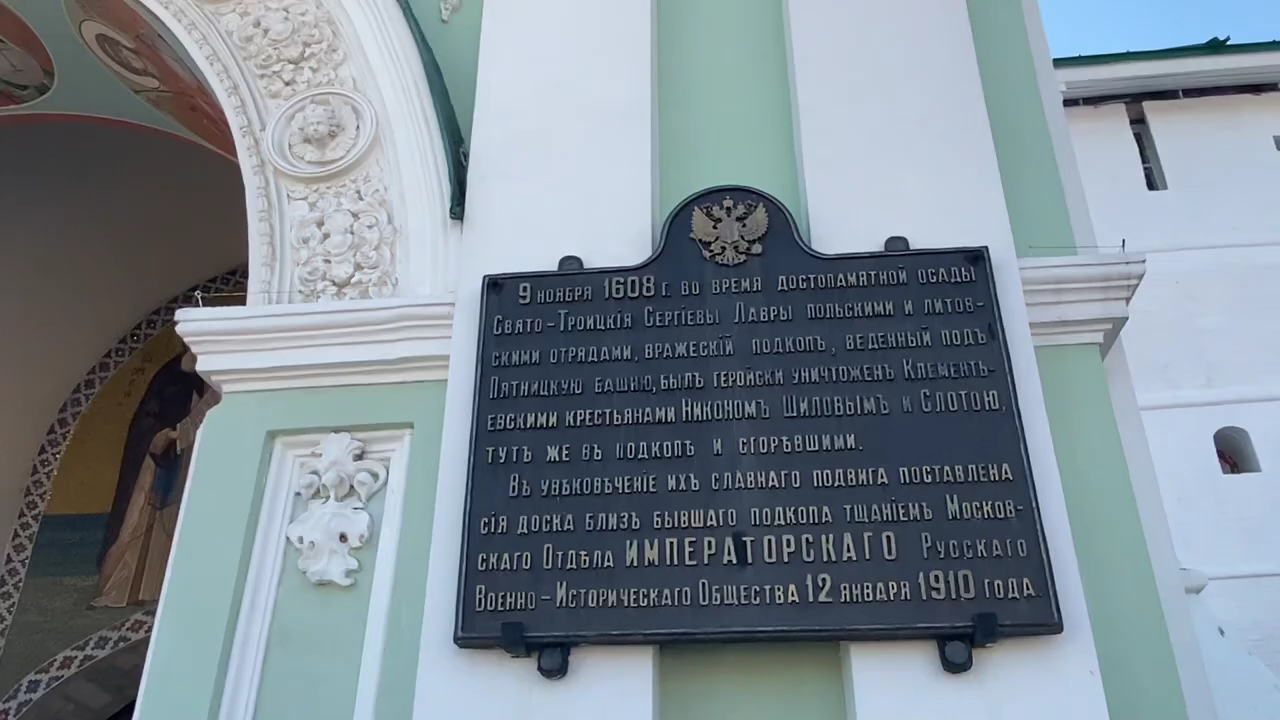 9 НОЯБРЯ 1608 Г. ВО ВРЕМЯ ДОСТОПАМЯТНОЙ ОСАДЫ
СВЯТО-ТРОИЦКІЯ СЕРГІЕВЫ ЛАВРЫ ПОЛЬСКИМИ И ЛИТОВ-
СКИМИ ОТРЯДАМИ, ВРАЖЕСКІЙ ПОДКОПЪ, ВЕДЕННЫЙ ПОДЪ
ПЯТНИЦКУЮ БАШНЮ, БЫЛЪ ГЕРОЙСКИ УНИЧТОЖЕНЪ КЛЕМЕНТЬ-
ЕВСКИМИ КРЕСТЬЯНАМИ НИКОНОМЪ ШИЛОВЫМЪ И СЛОТОЮ,
ТУТЪ ЖЕ ВЪ ПОДКОПѢ И СГОРѢВШИМИ.
ВЪ УВѢКОВѢЧЕНІЕ ИХЪ СЛАВНАГО ПОДВИГА ПОСТАВЛЕНА
СІЯ ДОСКА БЛИЗЪ БЫВШАГО ПОДКОПА ТЩАНІЕМЪ МОСКОВ-
СКАГО ОТДѢЛА ИМПЕРАТОРСКАГО РУССКАГО
ВОЕННО-ИСТОРИЧЕСКАГО ОБЩЕСТВА 12 ЯНВАРЯ 1910 ГОДА.